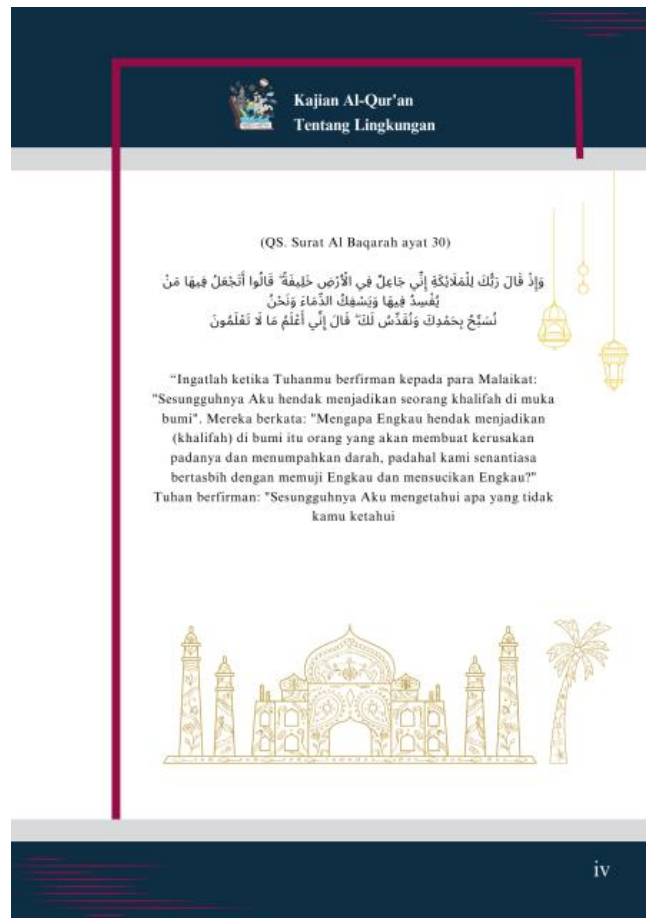 Kajian Al-Qur'an
Tentang Lingkungan
(QS. Surat Al Baqarah ayat 30)
وَإِذْ قَالَ رَبُّكَ لِلْمَلَائِكَةِ إِنِّي جَاعِلٌ فِي الْأَرْضِ خَلِيفَةً ۖ قَالُوا أَتَجْعَلُ فِيهَا مَنْ
يُفْسِدُ فِيهَا وَيَسْفِكُ الدِّمَاءَ وَنَحْنُ
نُسَبِّحُ بِحَمْدِكَ وَنُقَدِّسُ لَكَ ۖ قَالَ إِنِّي أَعْلَمُ مَا لَا تَعْلَمُونَ
“Ingatlah ketika Tuhanmu berfirman kepada para Malaikat:
"Sesungguhnya Aku hendak menjadikan seorang khalifah di muka
bumi". Mereka berkata: "Mengapa Engkau hendak menjadikan
(khalifah) di bumi itu orang yang akan membuat kerusakan
padanya dan menumpahkan darah, padahal kami senantiasa
bertasbih dengan memuji Engkau dan mensucikan Engkau?"
Tuhan berfirman: "Sesungguhnya Aku mengetahui apa yang tidak
kamu ketahui
iv